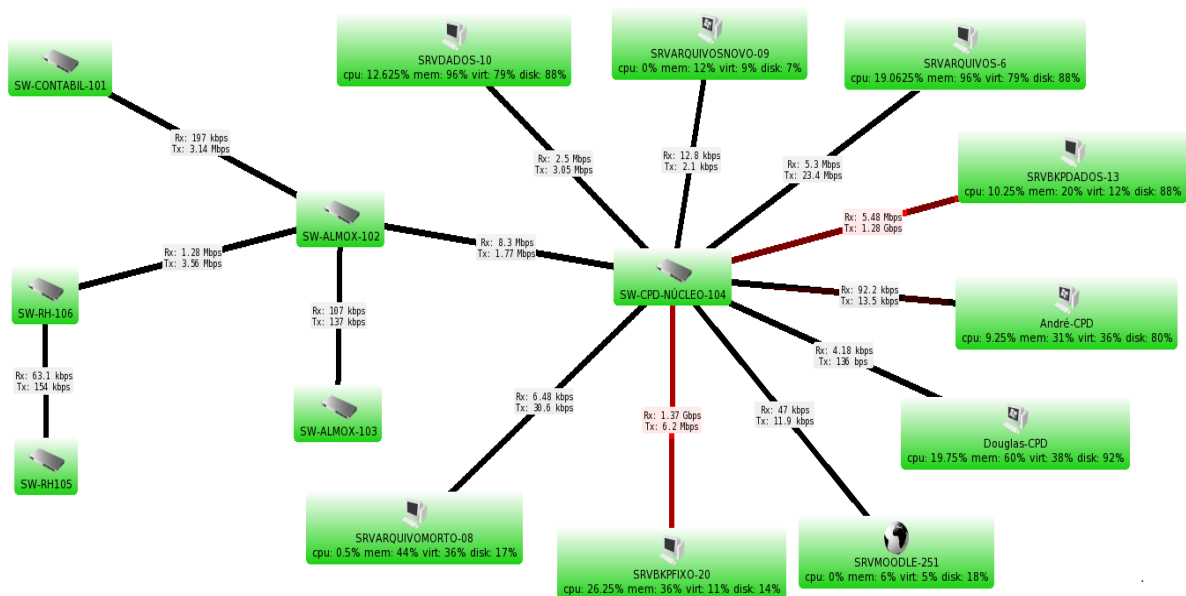 SRVDADOS-10
cpu: 12.625% mem: 96% virt: 79% disk: 88%
SRVARQUIVOSNOVO-09
cpu: 0% mem: 12% virt: 9% disk: 7%
SRVARQUIVOS-6
cpu: 19.0625% mem: 96% virt: 79% disk: 88%
SW-CONTABIL-101
Rx: 197 kbps
Tx: 3.14 Mbps
Rx: 2.5 Mbps
Tx: 3.05 Mbps
Rx: 12.8 kbps
Tx: 2.1 kbps
Rx: 5.3 Mbps
Tx: 23.4 Mbps
SRVBKPDADOS-13
cpu: 10.25% mem: 20% virt: 12% disk: 88%
SW-ALMOX-102
Rx: 5.48 Mbps
Tx: 1.28 Gbps
Rx: 1.28 Mbps
Tx: 3.56 Mbps
Rx: 8.3 Mbps
Tx: 1.77 Mbps
SW-CPD-NÚCLEO-104
Rx: 92.2 kbps
Tx: 13.5 kbps
SW-RH-106
Rx: 107 kbps
Tx: 137 kbps
André-CPD
cpu: 9.25% mem: 31% virt: 36% disk: 80%
Rx: 4.18 kbps
Tx: 136 bps
Rx: 63.1 kbps
Tx: 154 kbps
Rx: 6.48 kbps
Tx: 30.6 kbps
Rx: 1.37 Gbps
Tx: 6.2 Mbps
Rx: 47 kbps
Tx: 11.9 kbps
SW-ALMOX-103
Douglas-CPD
cpu: 19.75% mem: 60% virt: 38% disk: 92%
SW-RH105
SRVARQUIVOMORTO-08
cpu: 0.5% mem: 44% virt: 36% disk: 17%
SRVBKPFIXO-20
cpu: 26.25% mem: 36% virt: 11% disk: 14%
SRVMOODLE-251
cpu: 0% mem: 6% virt: 5% disk: 18%